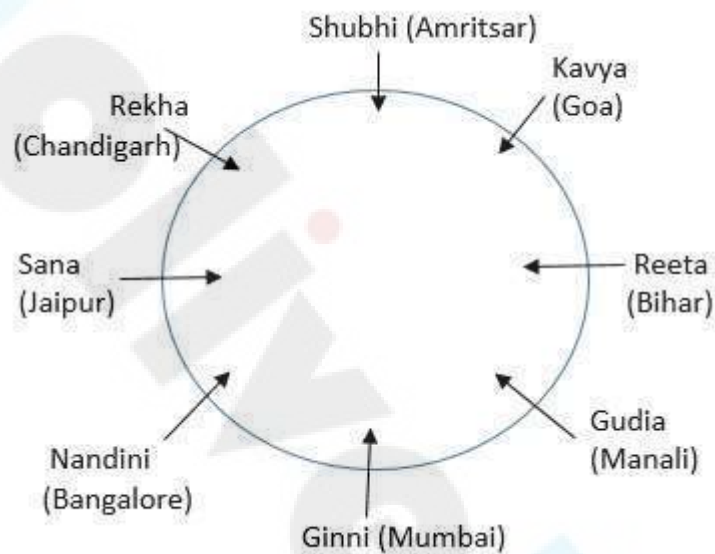 Shubhi (Amritsar)
Kavya
(Goa)
Rekha
(Chandigarh)
Sana
(Jaipur)
Reeta
(Bihar)
Gudia
(Manali)
Nandini
(Bangalore)
Ginni (Mumbai)